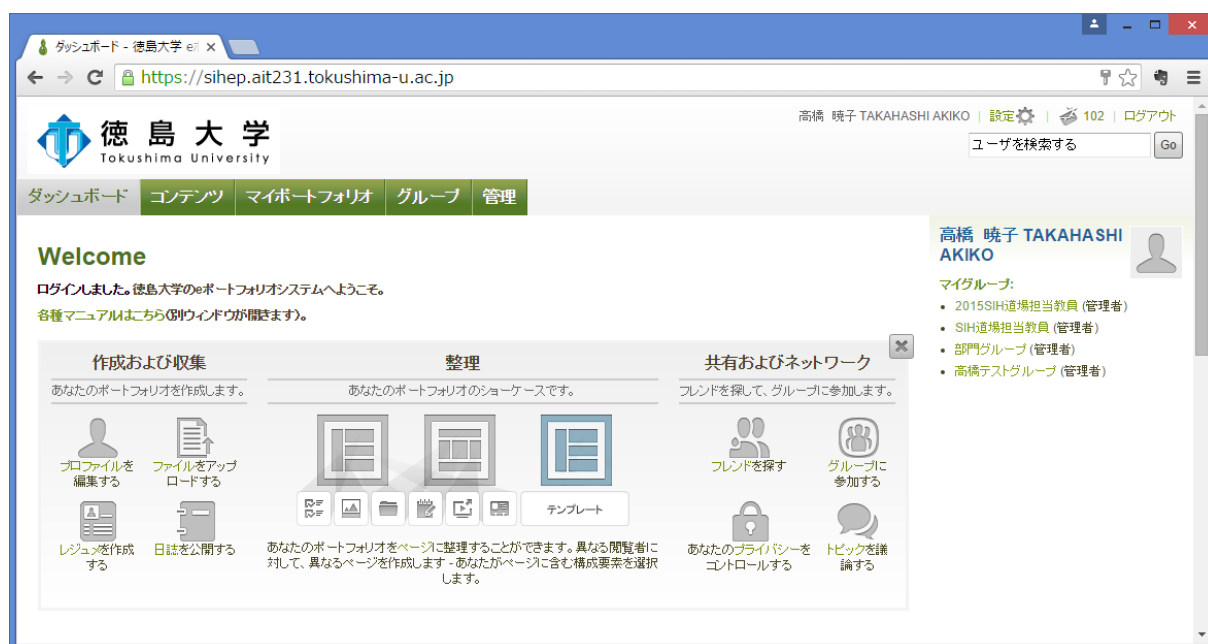 ダッシュボード - 徳島大学 eポ
https://sihep.ait231.tokushima-u.ac.jp
徳島大学
Tokushima University
高橋 暁子 TAKAHASHI AKIKO | 設定 | 102 | ログアウト
ユーザを検索する Go
ダッシュボード コンテンツ マイポートフォリオ グループ 管理
Welcome
ログインしました。徳島大学のeポートフォリオシステムへようこそ。
各種マニュアルはこちら(別ウィンドウが開きます)。
作成および収集
あなたのポートフォリオを作成します。
プロファイルを
編集する
ファイルをアップ
ロードする
レジュメを作成
する
日誌を公開する
整理
あなたのポートフォリオのショーケースです。
テンプレート
あなたのポートフォリオをページに整理することができます。異なる閲覧者に
対して、異なるページを作成します - あなたがページに含む構成要素を選択
します。
共有およびネットワーク
フレンドを探して、グループに参加します。
フレンドを探す
グループに
参加する
あなたのプライバシーを
コントロールする
トピックを議
論する
高橋 暁子 TAKAHASHI
AKIKO
マイグループ:
2015SIH道場担当教員 (管理者)
SIH道場担当教員 (管理者)
部門グループ (管理者)
高橋テストグループ (管理者)